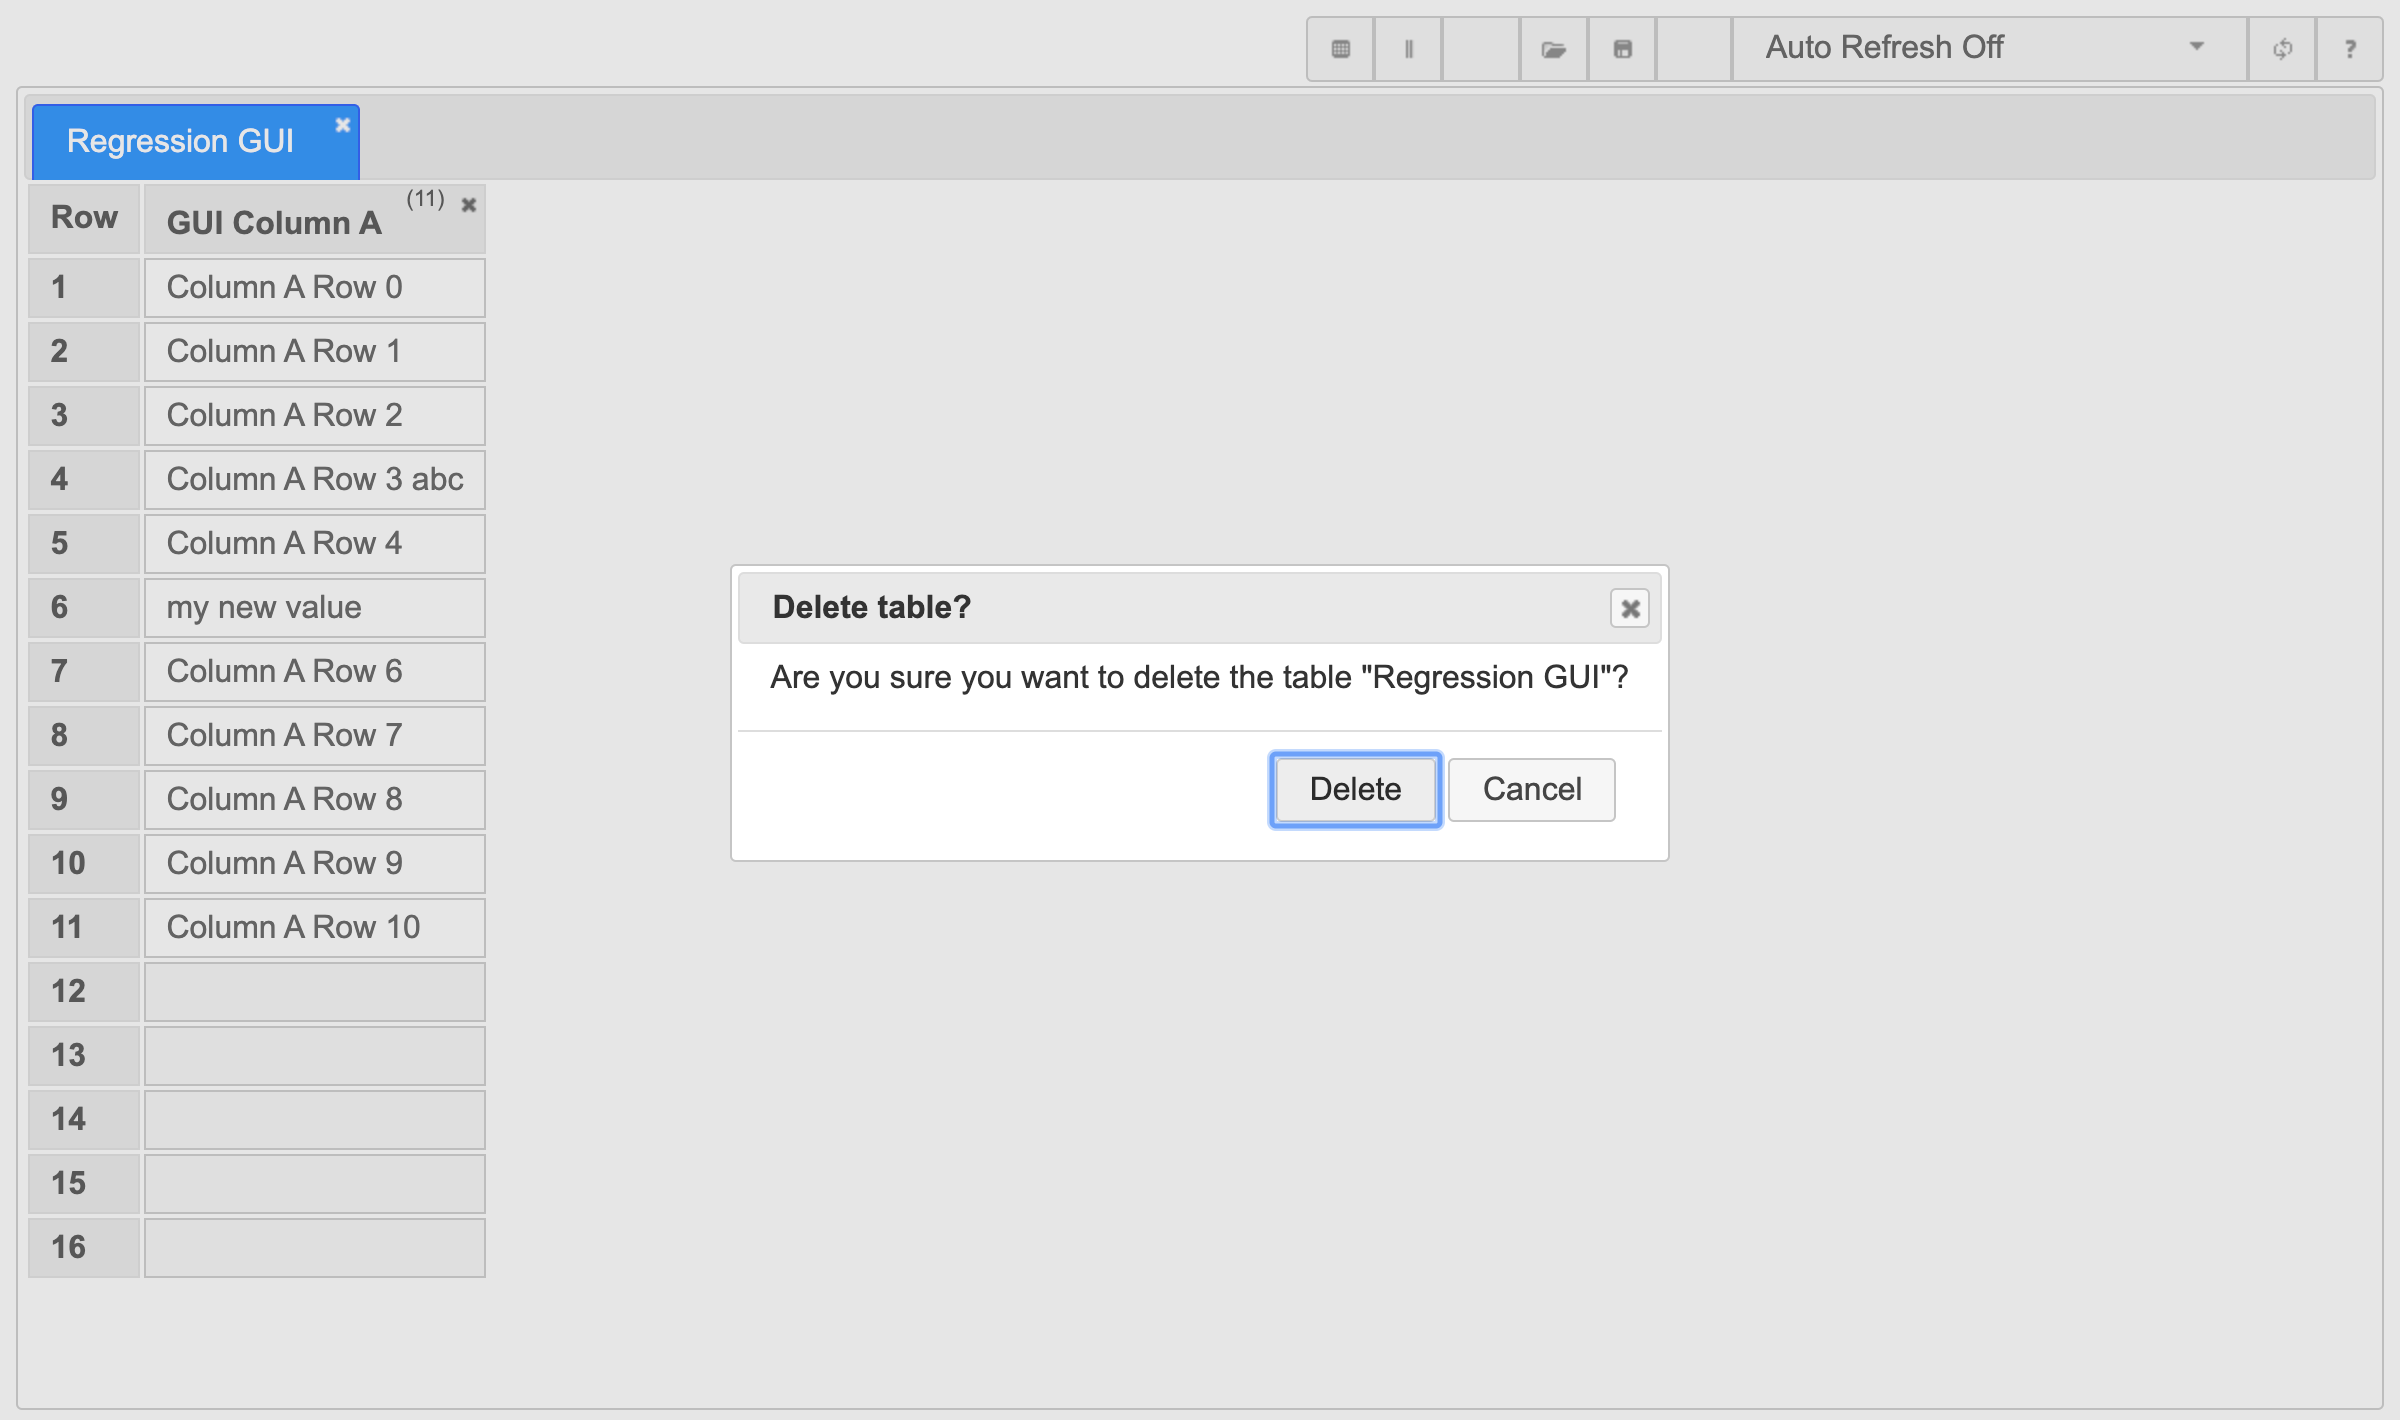 Auto Refresh Off
?
Regression GUI
Row GUI Column A (11)
1 Column A Row 0
2 Column A Row 1
3 Column A Row 2
4 Column A Row 3 abc
5 Column A Row 4
6 my new value
7 Column A Row 6
8 Column A Row 7
9 Column A Row 8
10 Column A Row 9
11 Column A Row 10
12
13
14
15
16
Delete table?
Are you sure you want to delete the table "Regression GUI"?
Delete Cancel